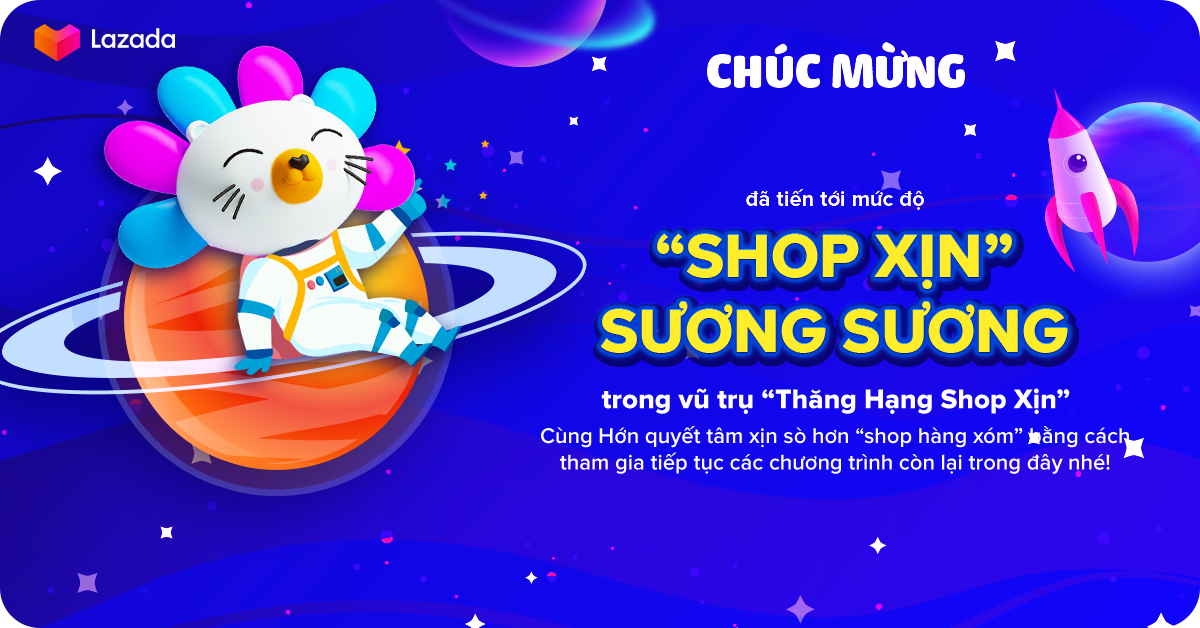 Lazada
CHÚC MỪNG
đã tiến tới mức độ
“SHOP XỊN”
SƯƠNG SƯƠNG
trong vũ trụ “Thăng Hạng Shop Xịn”
Cùng Hớn quyết tâm xịn sò hơn “shop hàng xóm” bằng cách
tham gia tiếp tục các chương trình còn lại trong đây nhé!